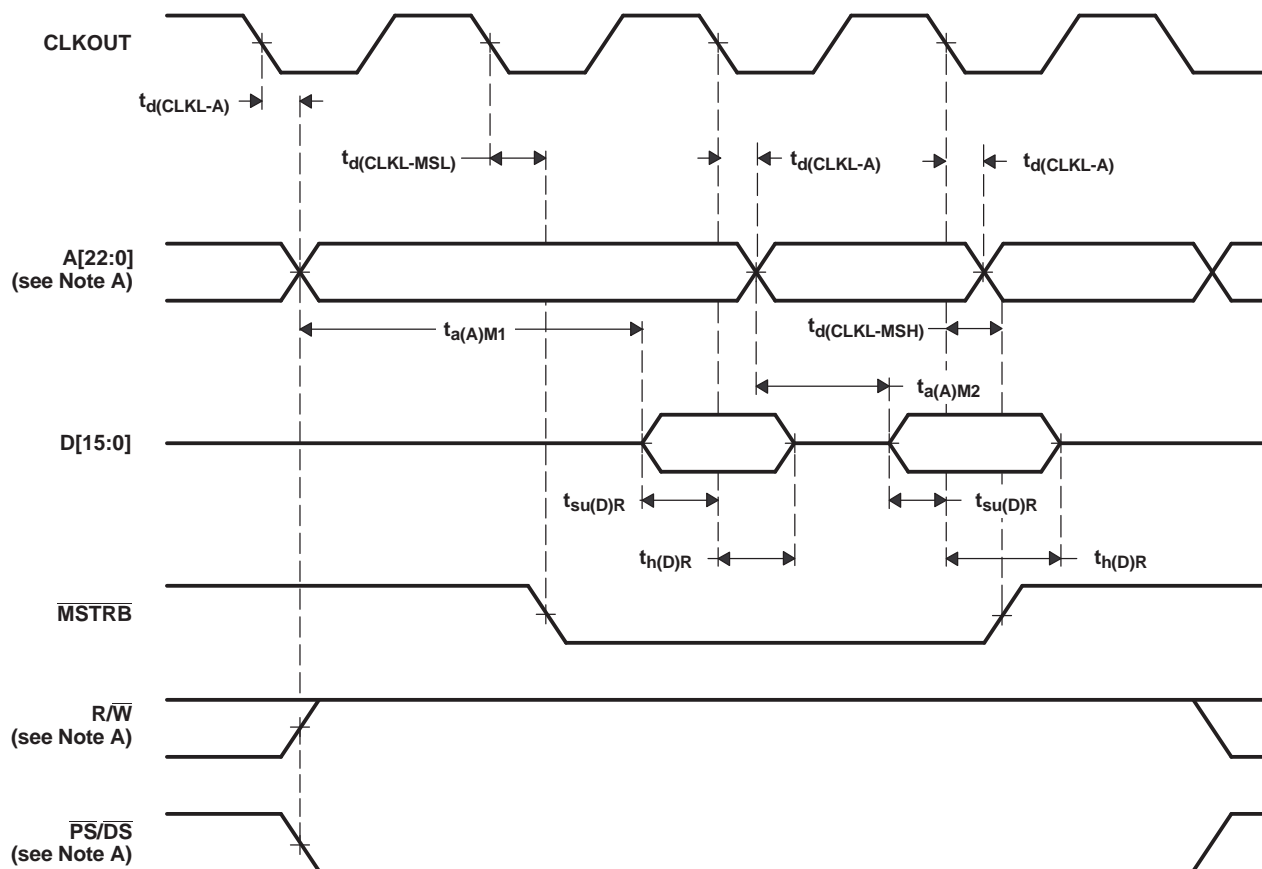 CLKOUT
td(CLKL-A)
td(CLKL-MSL)
td(CLKL-A)
td(CLKL-A)
A[22:0]
(see Note A)
ta(A)M1
td(CLKL-MSH)
ta(A)M2
D[15:0]
tsu(D)R
tsu(D)R
th(D)R
th(D)R
MSTRB
R/W
(see Note A)
PS/DS
(see Note A)